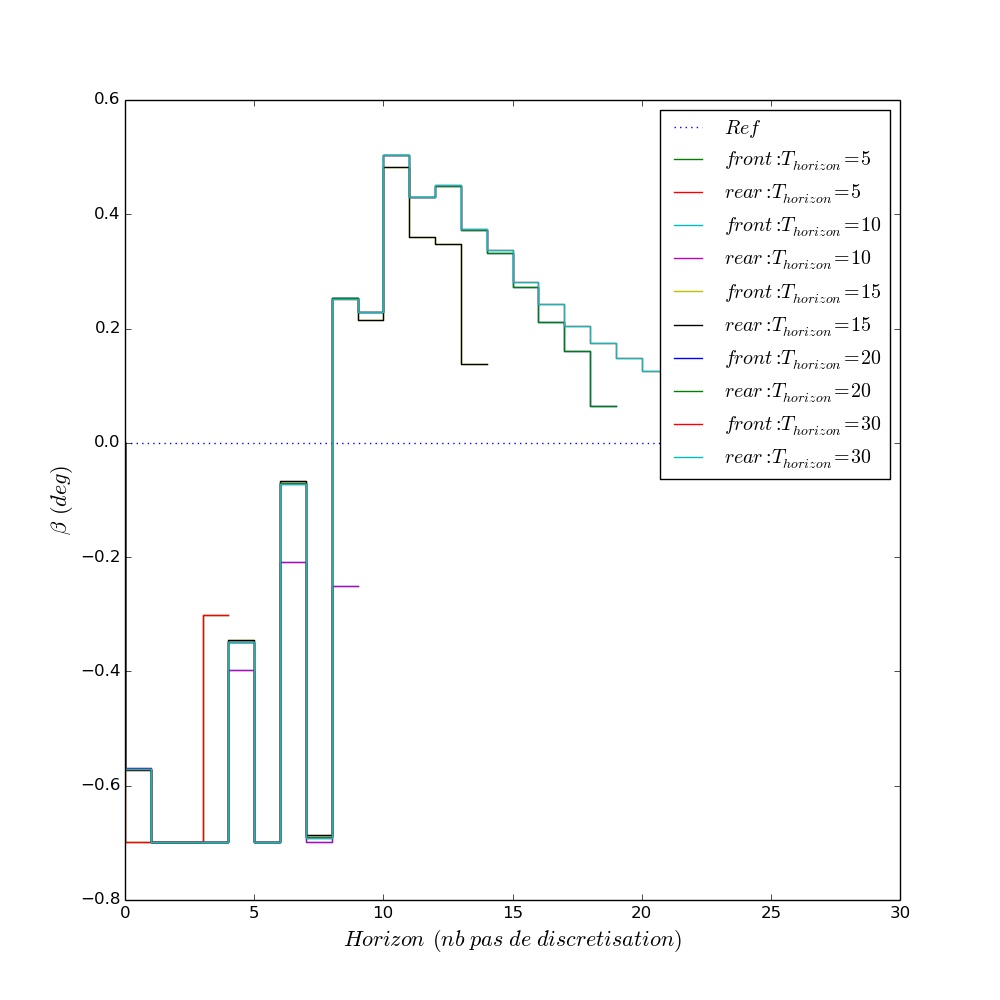 0.6
0.4
0.2
0.0
−0.2
−0.4
−0.6
−0.8
β (deg)
0 5 10 15 20 25 30
Horizon (nb pas de discretisation)
Ref
front:T_horizon=5
rear:T_horizon=5
front:T_horizon=10
rear:T_horizon=10
front:T_horizon=15
rear:T_horizon=15
front:T_horizon=20
rear:T_horizon=20
front:T_horizon=30
rear:T_horizon=30